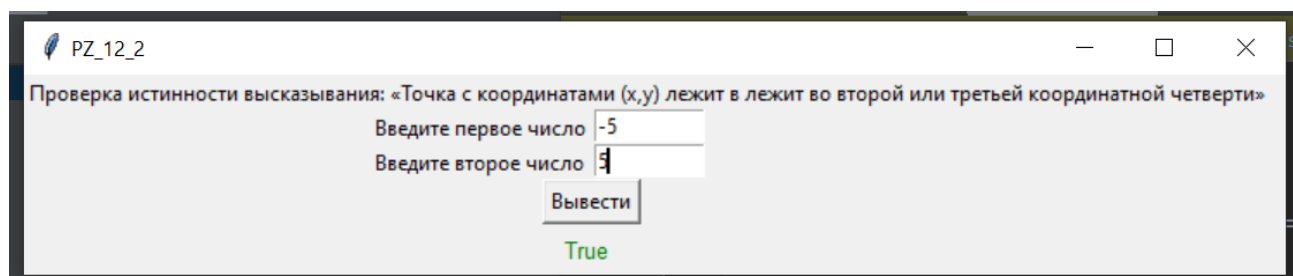 PZ_12_2
Проверка истинности высказывания: «Точка с координатами (x,y) лежит в лежит во второй или третьей координатной четверти»
Введите первое число -5
Введите второе число 5
Вывести
True